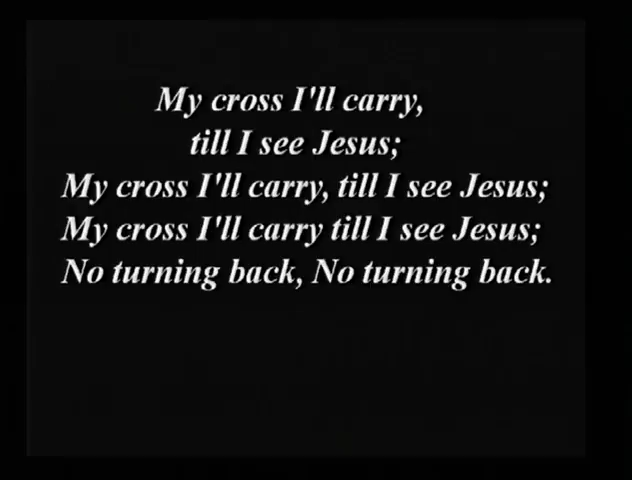 My cross I'll carry,
till I see Jesus;
My cross I'll carry, till I see Jesus;
My cross I'll carry till I see Jesus;
No turning back, No turning back.